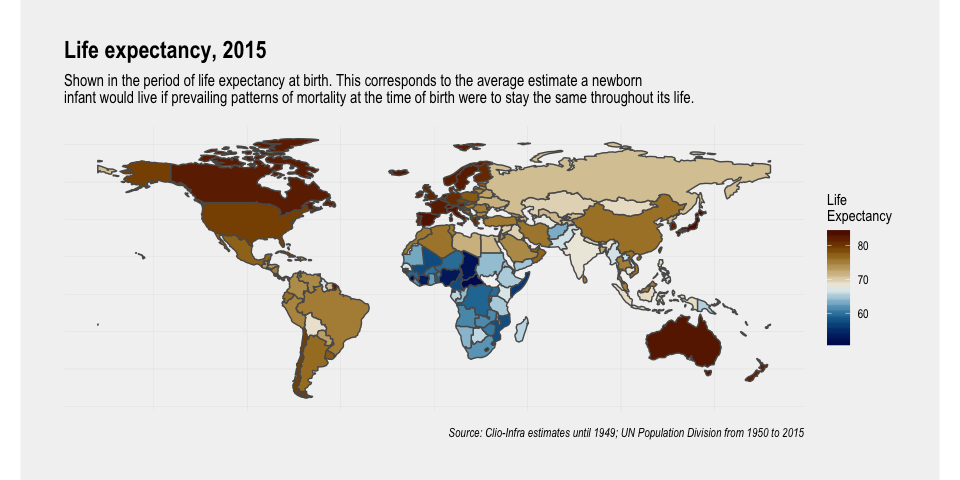 Life expectancy, 2015
Shown in the period of life expectancy at birth. This corresponds to the average estimate a newborn
infant would live if prevailing patterns of mortality at the time of birth were to stay the same throughout its life.
Life
Expectancy
80
70
60
Source: Clio-Infra estimates until 1949; UN Population Division from 1950 to 2015